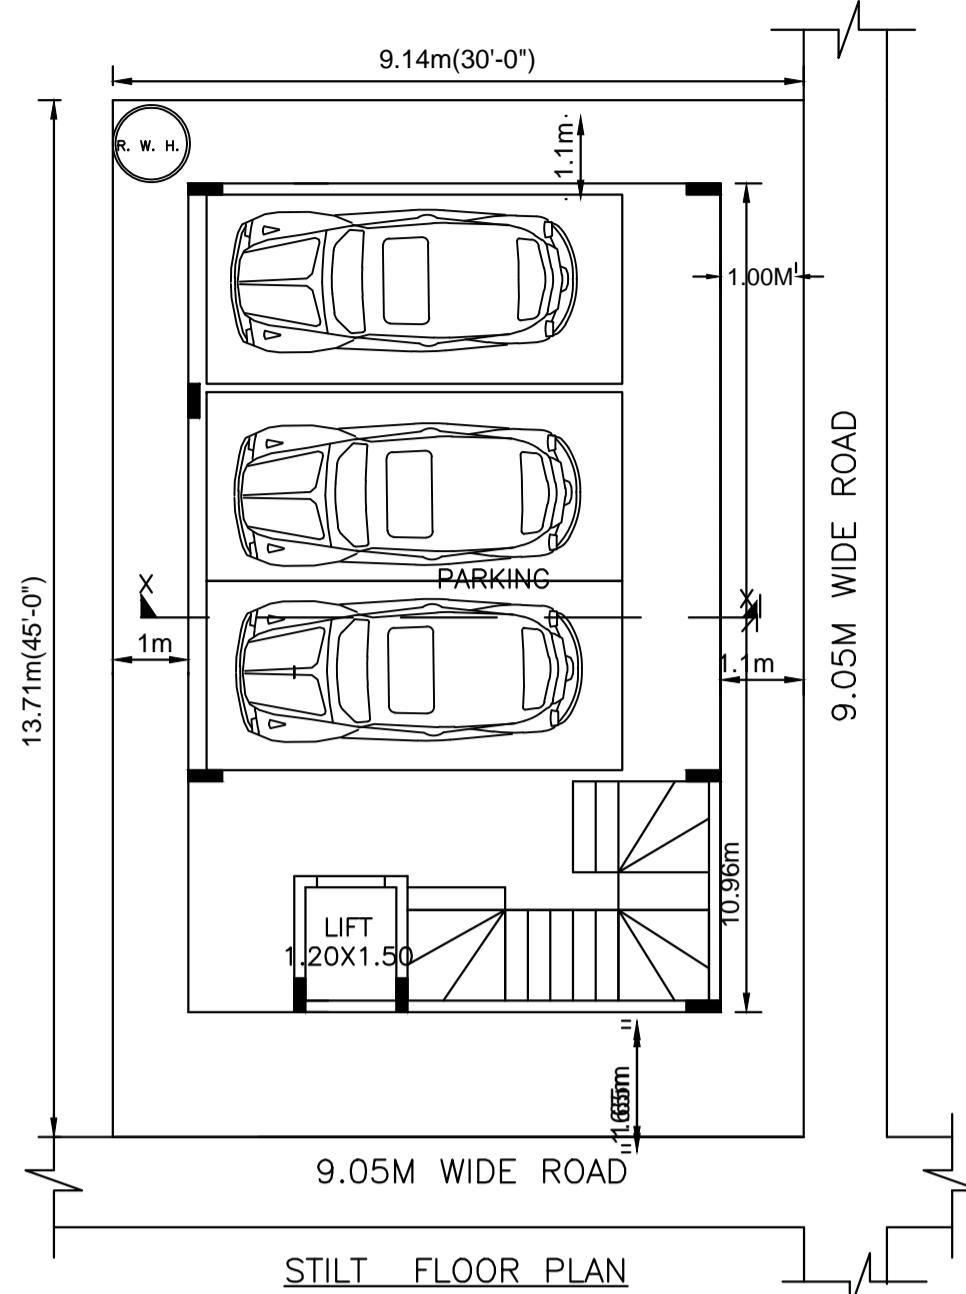 9.14m(30'-0")
R. W. H.
1.1m
1.00M
9.05M WIDE ROAD
13.71m(45'-0")
PARKING
X
X
1m
1.1m
10.96m
LIFT
1.20X1.50
9.05M WIDE ROAD
STILT FLOOR PLAN